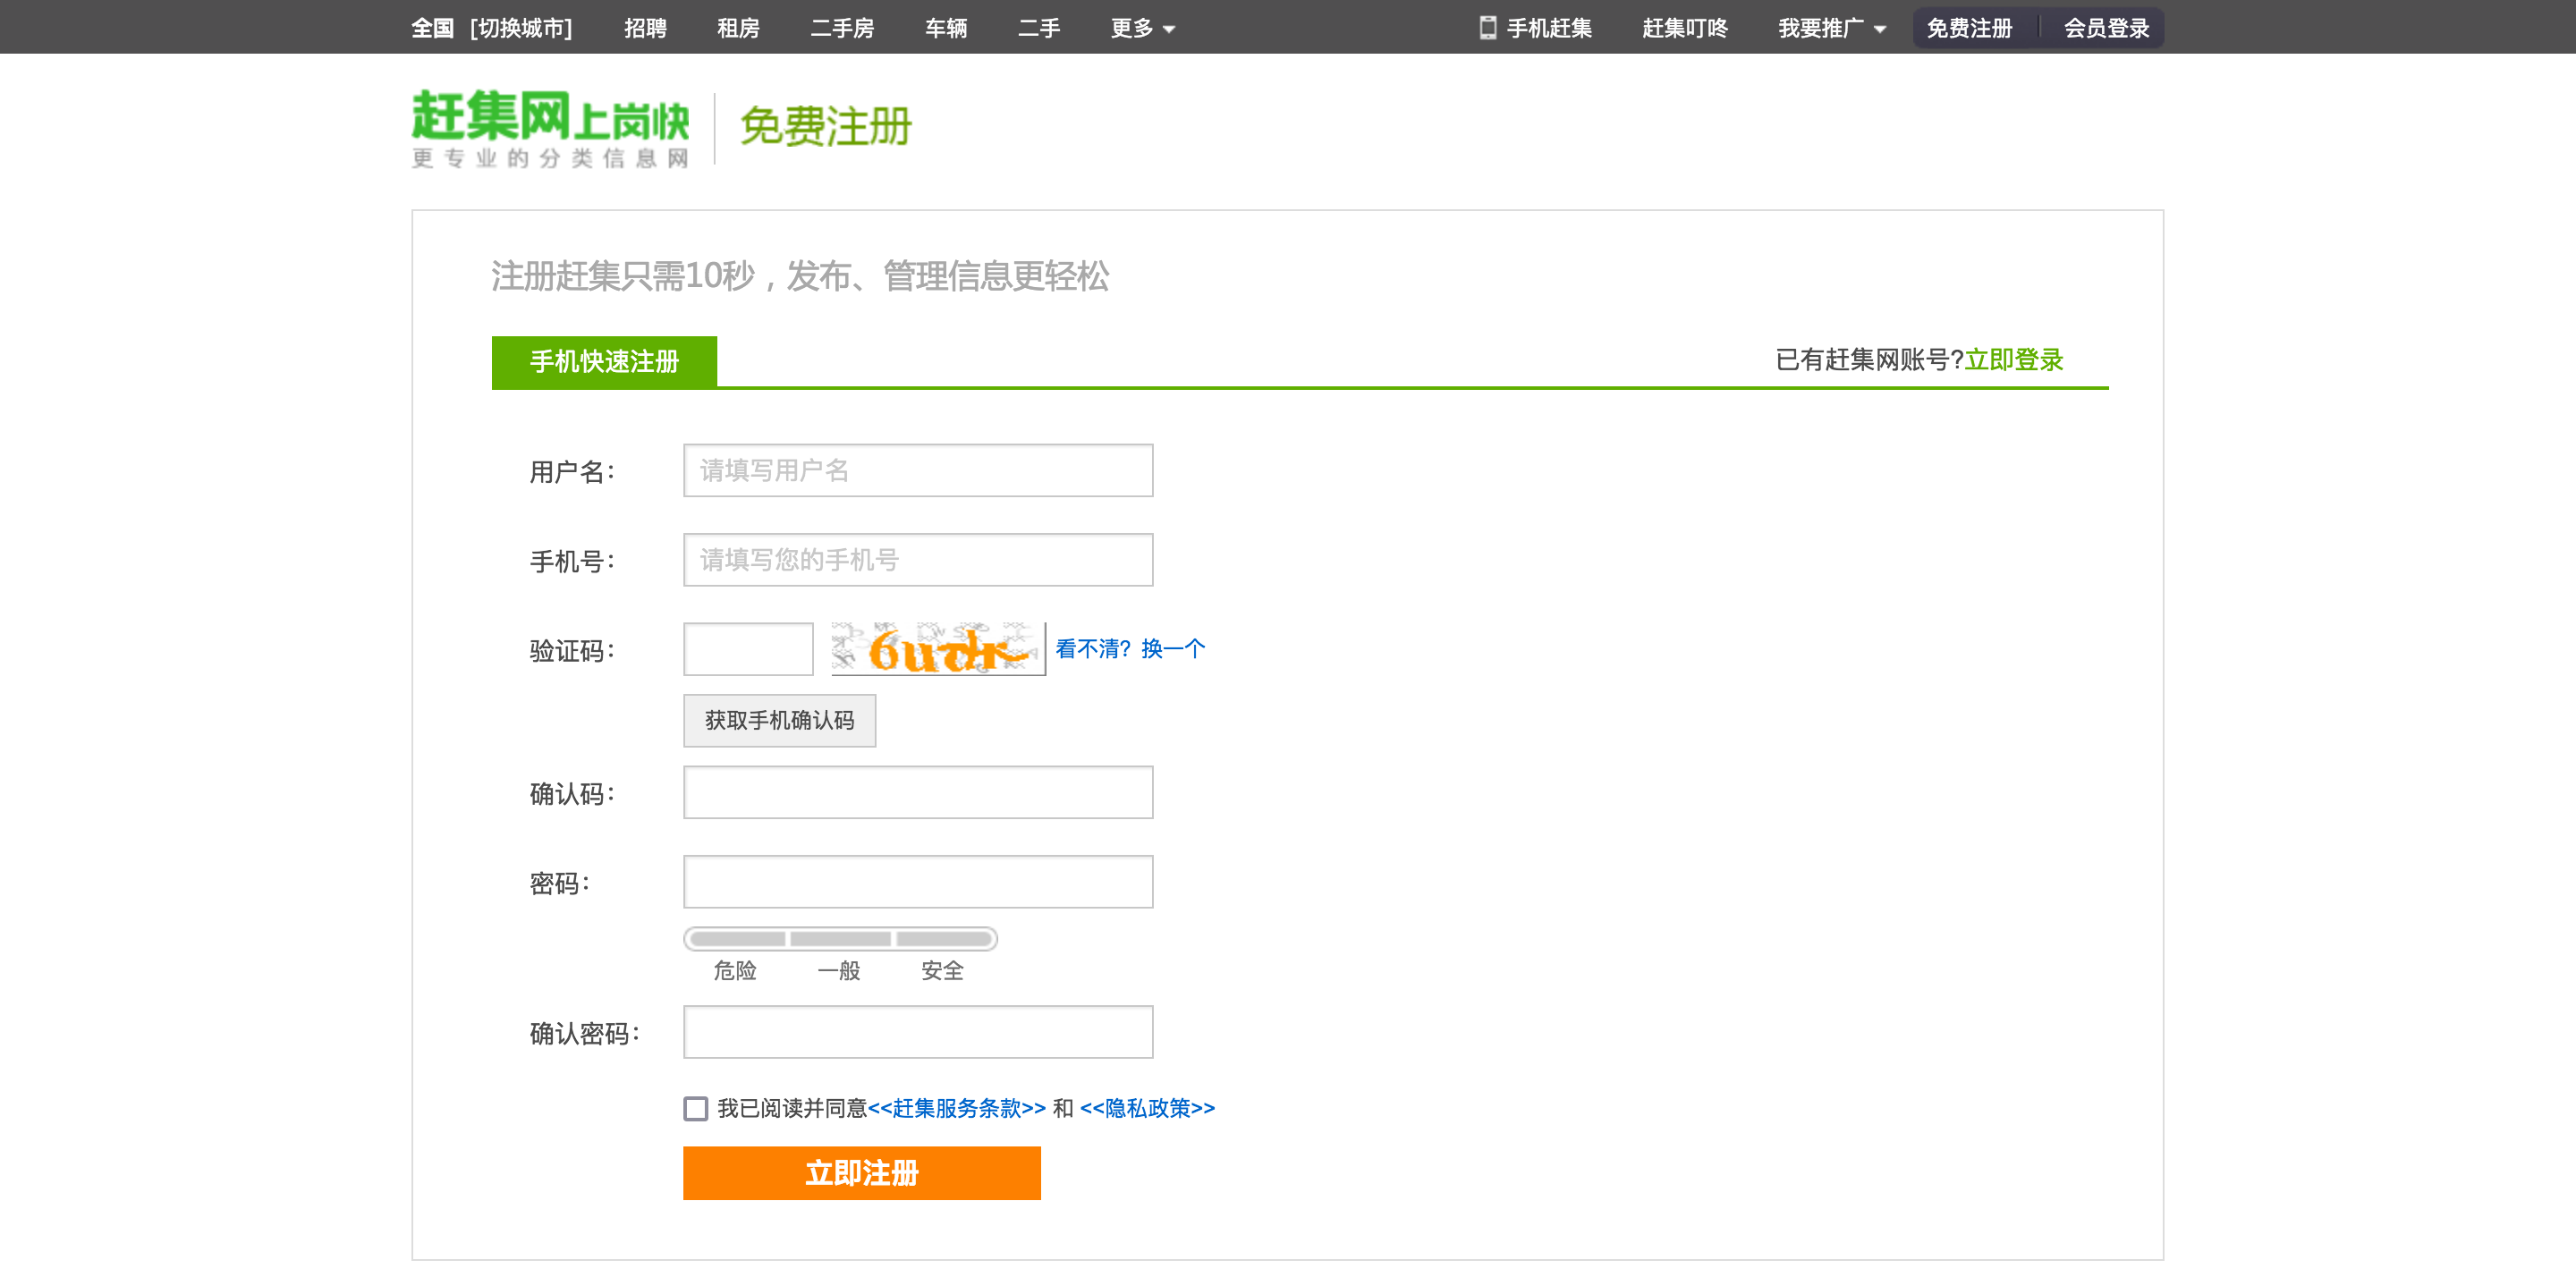 全国 [切换城市] 招聘 租房 二手房 车辆 二手 更多 手机赶集 赶集叮咚 我要推广 免费注册 会员登录
赶集网上岗快 免费注册
更专业的分类信息网
注册赶集只需10秒，发布、管理信息更轻松
手机快速注册 已有赶集网账号?立即登录
用户名： 请填写用户名
手机号： 请填写您的手机号
验证码： 看不清？换一个
获取手机确认码
确认码：
密码：
危险 一般 安全
确认密码：
我已阅读并同意<<赶集服务条款>> 和 <<隐私政策>>
立即注册